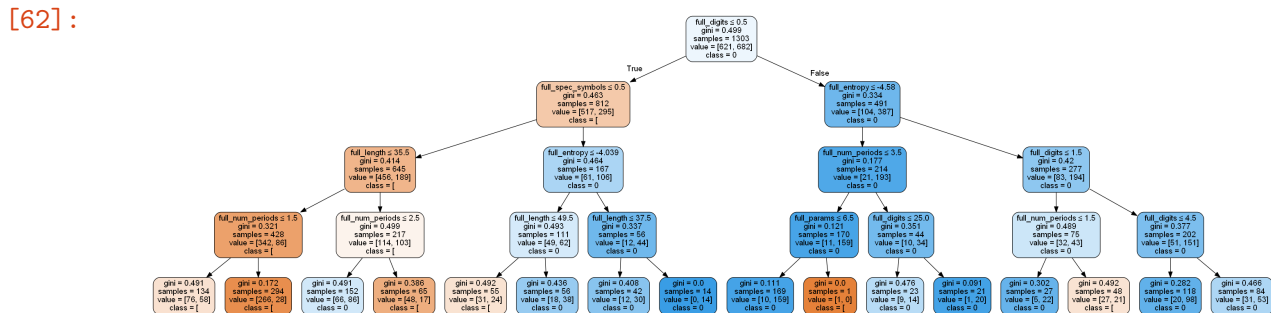 [62]:
full_digits ≤ 0.5
gini = 0.499
samples = 1303
value = [621, 682]
class = 0
True
False
full_spec_symbols ≤ 0.5
gini = 0.463
samples = 812
value = [517, 295]
class = [
full_entropy ≤ -4.58
gini = 0.334
samples = 491
value = [104, 387]
class = 0
full_length ≤ 35.5
gini = 0.414
samples = 645
value = [456, 189]
class = [
full_entropy ≤ -4.039
gini = 0.464
samples = 167
value = [61, 106]
class = 0
full_num_periods ≤ 3.5
gini = 0.177
samples = 214
value = [21, 193]
class = 0
full_digits ≤ 1.5
gini = 0.42
samples = 277
value = [83, 194]
class = 0
full_num_periods ≤ 1.5
gini = 0.321
samples = 428
value = [342, 86]
class = [
full_num_periods ≤ 2.5
gini = 0.499
samples = 217
value = [114, 103]
class = [
full_length ≤ 49.5
gini = 0.493
samples = 111
value = [49, 62]
class = 0
full_length ≤ 37.5
gini = 0.337
samples = 56
value = [12, 44]
class = 0
full_params ≤ 6.5
gini = 0.121
samples = 170
value = [11, 159]
class = 0
full_digits ≤ 25.0
gini = 0.351
samples = 44
value = [10, 34]
class = 0
full_num_periods ≤ 1.5
gini = 0.489
samples = 75
value = [32, 43]
class = 0
full_digits ≤ 4.5
gini = 0.377
samples = 202
value = [51, 151]
class = 0
gini = 0.491
samples = 134
value = [76, 58]
class = [
gini = 0.172
samples = 294
value = [266, 28]
class = [
gini = 0.491
samples = 152
value = [66, 86]
class = 0
gini = 0.386
samples = 65
value = [48, 17]
class = [
gini = 0.492
samples = 55
value = [31, 24]
class = [
gini = 0.436
samples = 56
value = [18, 38]
class = 0
gini = 0.408
samples = 42
value = [12, 30]
class = 0
gini = 0.0
samples = 14
value = [0, 14]
class = 0
gini = 0.111
samples = 169
value = [10, 159]
class = 0
gini = 0.0
samples = 1
value = [1, 0]
class = [
gini = 0.476
samples = 23
value = [9, 14]
class = 0
gini = 0.091
samples = 21
value = [1, 20]
class = 0
gini = 0.302
samples = 27
value = [5, 22]
class = 0
gini = 0.492
samples = 48
value = [27, 21]
class = [
gini = 0.282
samples = 118
value = [20, 98]
class = 0
gini = 0.466
samples = 84
value = [31, 53]
class = 0